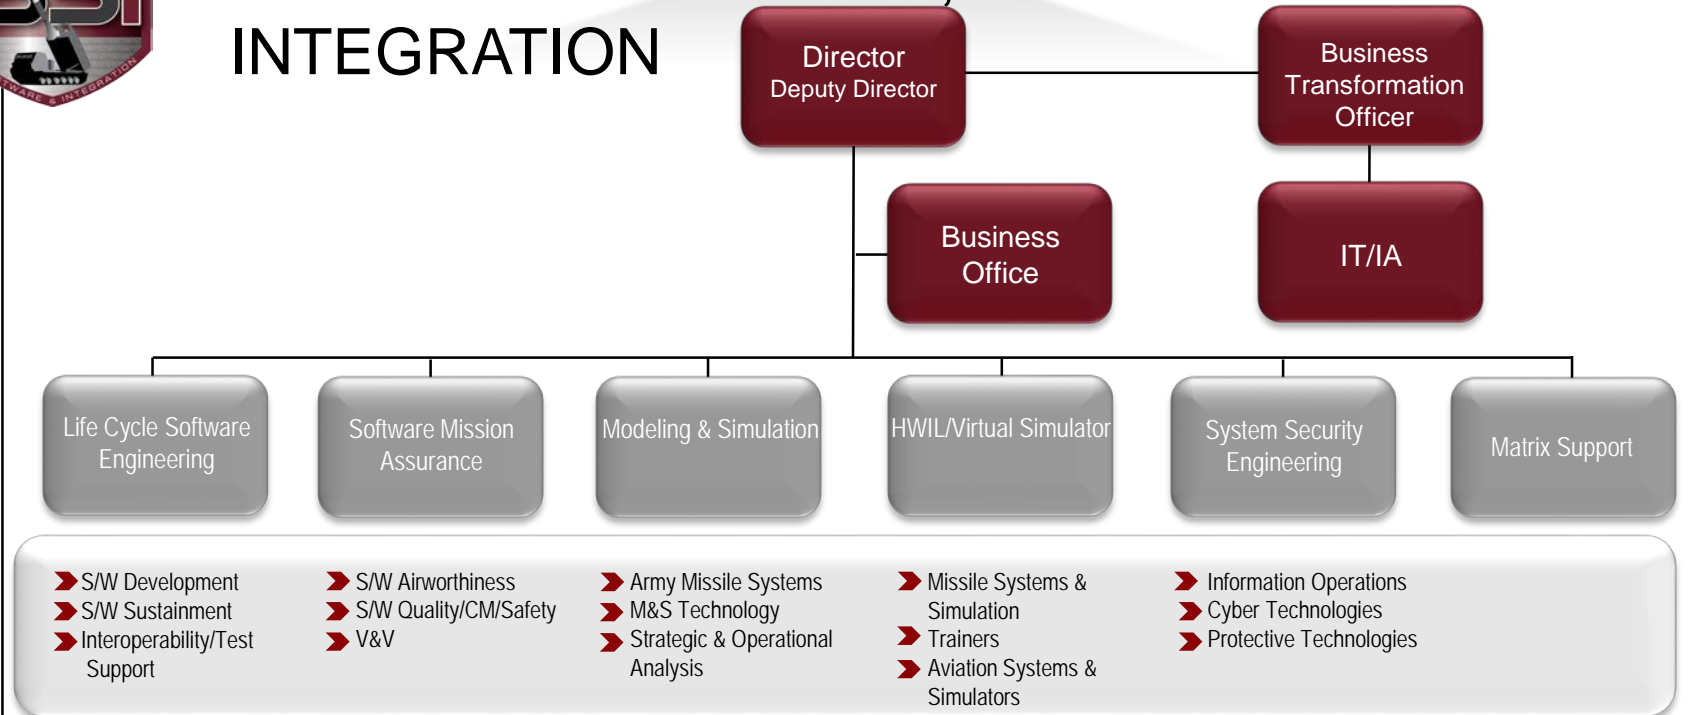 INTEGRATION
Director
Deputy Director
Business
Transformation
Officer
Business
Office
IT/IA
Life Cycle Software
Engineering
Software Mission
Assurance
Modeling & Simulation
HWIL/Virtual Simulator
System Security
Engineering
Matrix Support
S/W Development
S/W Sustainment
Interoperability/Test
Support
S/W Airworthiness
S/W Quality/CM/Safety
V&V
Army Missile Systems
M&S Technology
Strategic & Operational
Analysis
Missile Systems &
Simulation
Trainers
Aviation Systems &
Simulators
Information Operations
Cyber Technologies
Protective Technologies